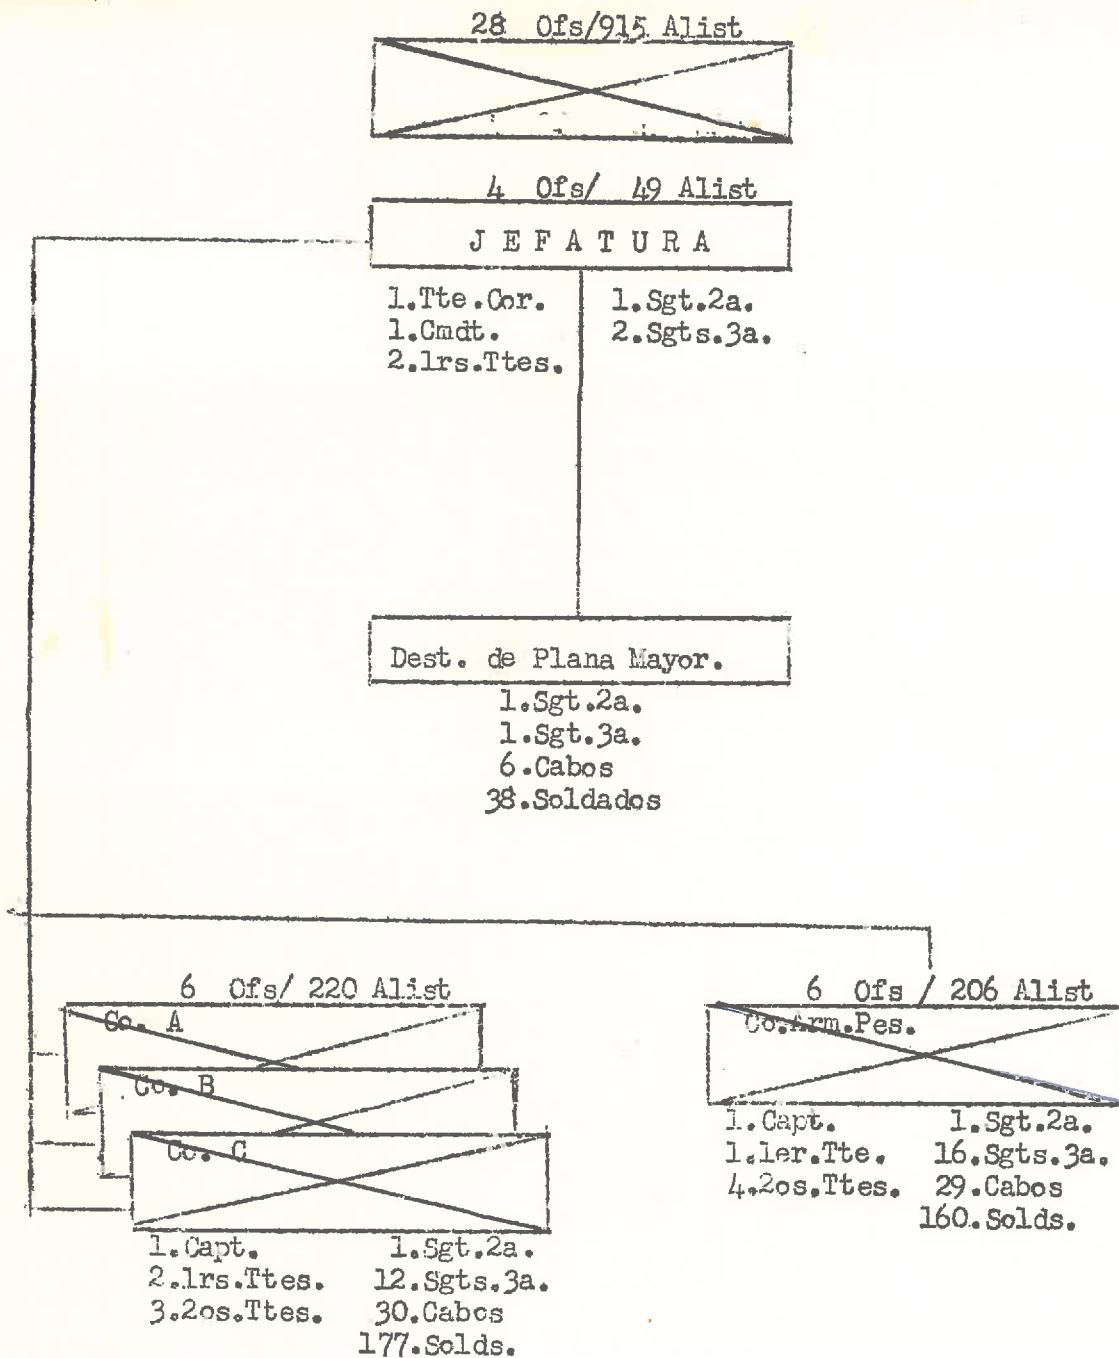 28 Ofs/915 Alist
4 Ofs/ 49 Alist
J E F A T U R A
1.Tte.Cor.
1.Cmdt.
2.1rs.Ttes.
1.Sgt.2a.
2.Sgts.3a.
Dest. de Plana Mayor.
1.Sgt.2a.
1.Sgt.3a.
6.Cabos
38.Soldados
6 Ofs/ 220 Alist
Co. A
Co. B
Co. C
1.Capt.
2.1rs.Ttes.
3.2os.Ttes.
1.Sgt.2a.
12.Sgts.3a.
30.Cabos
177.Solds.
6 Ofs / 206 Alist
Co.Arm.Pes.
1.Capt.
1.1er.Tte.
4.2os.Ttes.
1.Sgt.2a.
16.Sgts.3a.
29.Cabos
160.Solds.